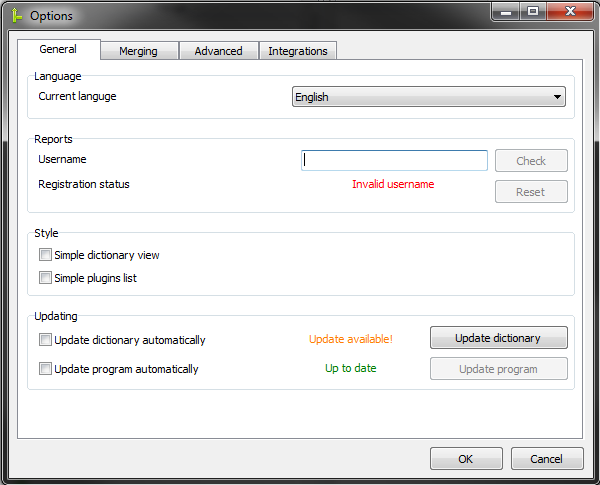 Options
General Merging Advanced Integrations
Language
Current languge English
Reports
Username Check
Registration status Invalid username Reset
Style
Simple dictionary view
Simple plugins list
Updating
Update dictionary automatically Update available! Update dictionary
Update program automatically Up to date Update program
OK Cancel